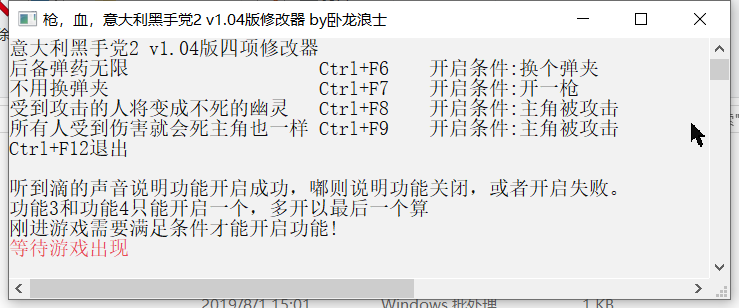 枪，血，意大利黑手党2 v1.04版修改器 by卧龙浪士
意大利黑手党2 v1.04版四项修改器
后备弹药无限 Ctrl+F6 开启条件:换个弹夹
不用换弹夹 Ctrl+F7 开启条件:开一枪
受到攻击的人将变成不死的幽灵 Ctrl+F8 开启条件:主角被攻击
所有人受到伤害就会死主角也一样 Ctrl+F9 开启条件:主角被攻击
Ctrl+F12退出
听到滴的声音说明功能开启成功，嘟则说明功能关闭，或者开启失败。
功能3和功能4只能开启一个，多开以最后一个算
刚进游戏需要满足条件才能开启功能!
等待游戏出现
2019/8/1 15:01 Windows 批处理 1 KB